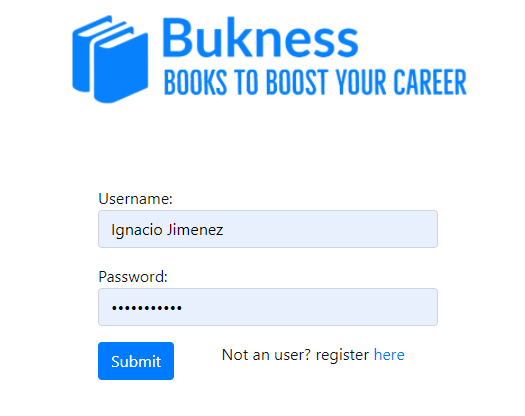 Bukness
BOOKS TO BOOST YOUR CAREER
Username:
Ignacio Jimenez
Password:
•••••••••••
Submit
Not an user? register here